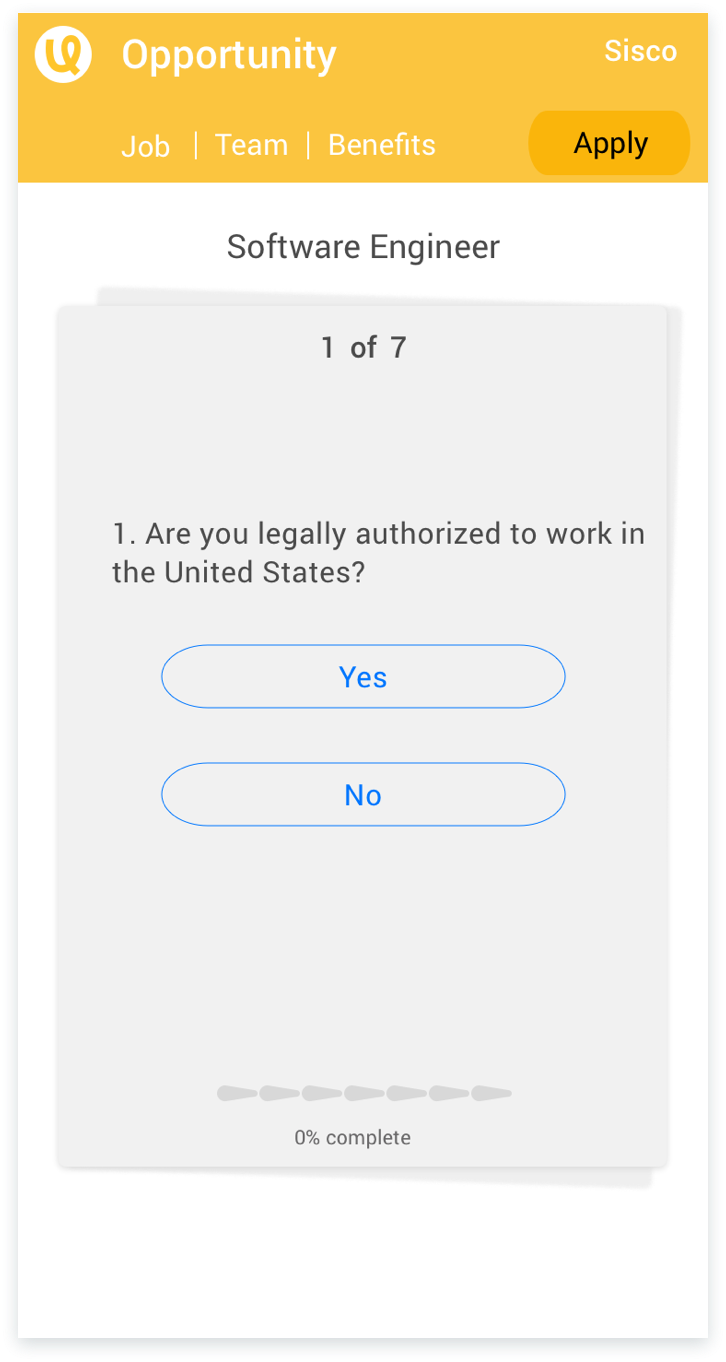 Opportunity
Sisco
Job | Team | Benefits
Apply
Software Engineer
1 of 7
1. Are you legally authorized to work in
the United States?
Yes
No
0% complete